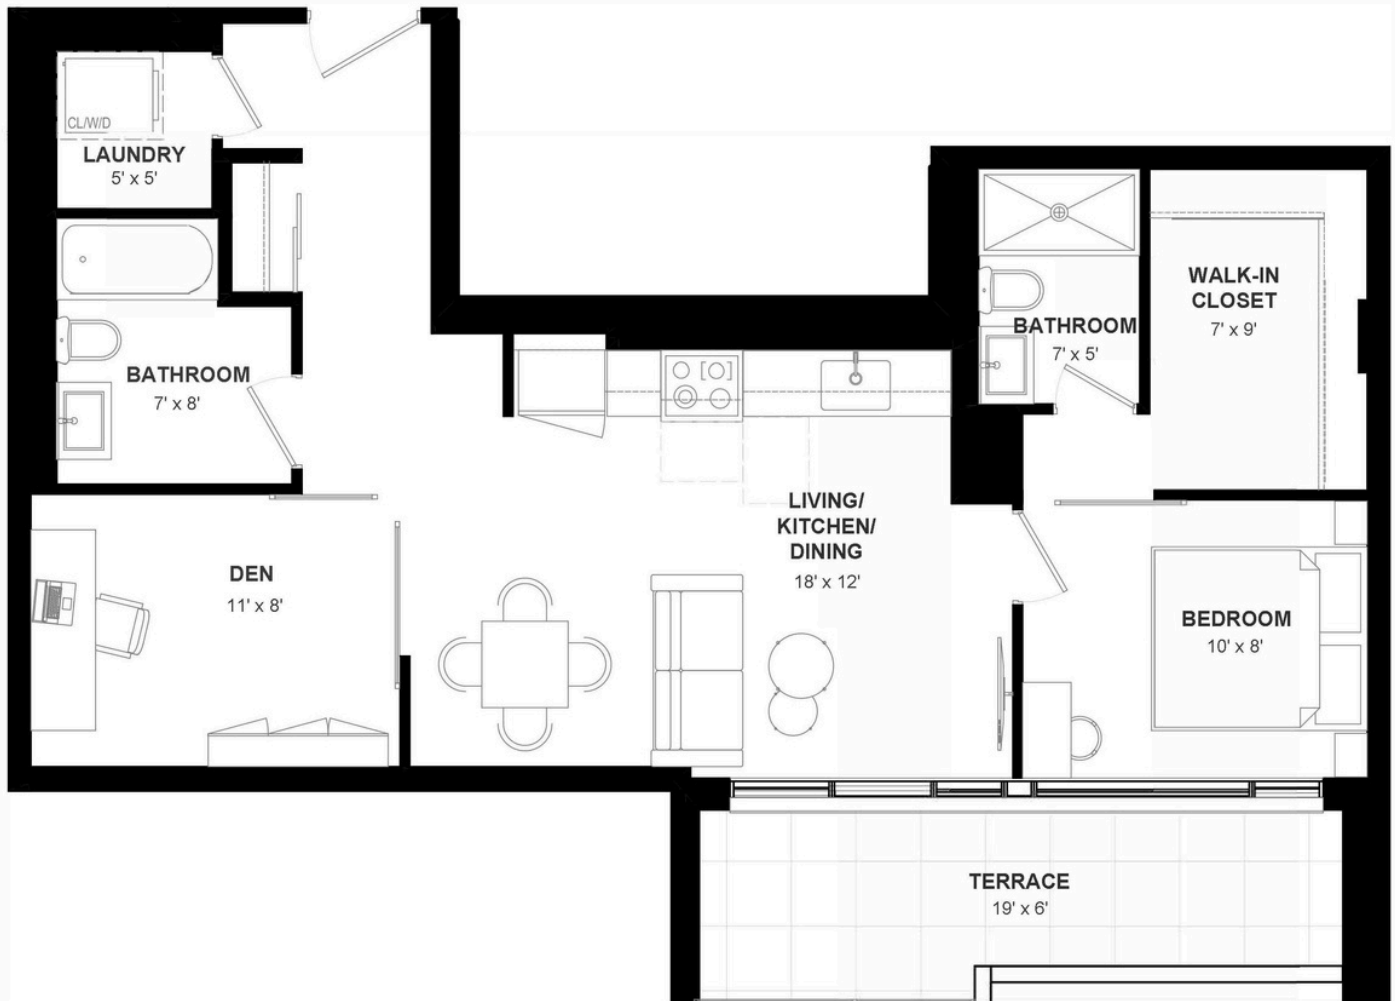 CL/W/D
LAUNDRY
5' x 5'
BATHROOM
7' x 8'
DEN
11' x 8'
LIVING/
KITCHEN/
DINING
18' x 12'
BATHROOM
7' x 5'
WALK-IN
CLOSET
7' x 9'
BEDROOM
10' x 8'
TERRACE
19' x 6'